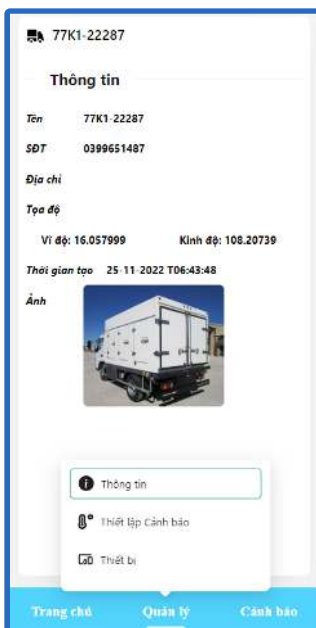 77K1-22287
Thông tin
Tên 77K1-22287
SĐT 0399651487
Địa chỉ
Tọa độ
Vĩ độ: 16.057999 Kinh độ: 108.20739
Thời gian tạo 25-11-2022 T06:43:48
Ảnh
Thông tin
Thiết lập Cảnh báo
Thiết bị
Trang chủ Quản lý Cảnh báo